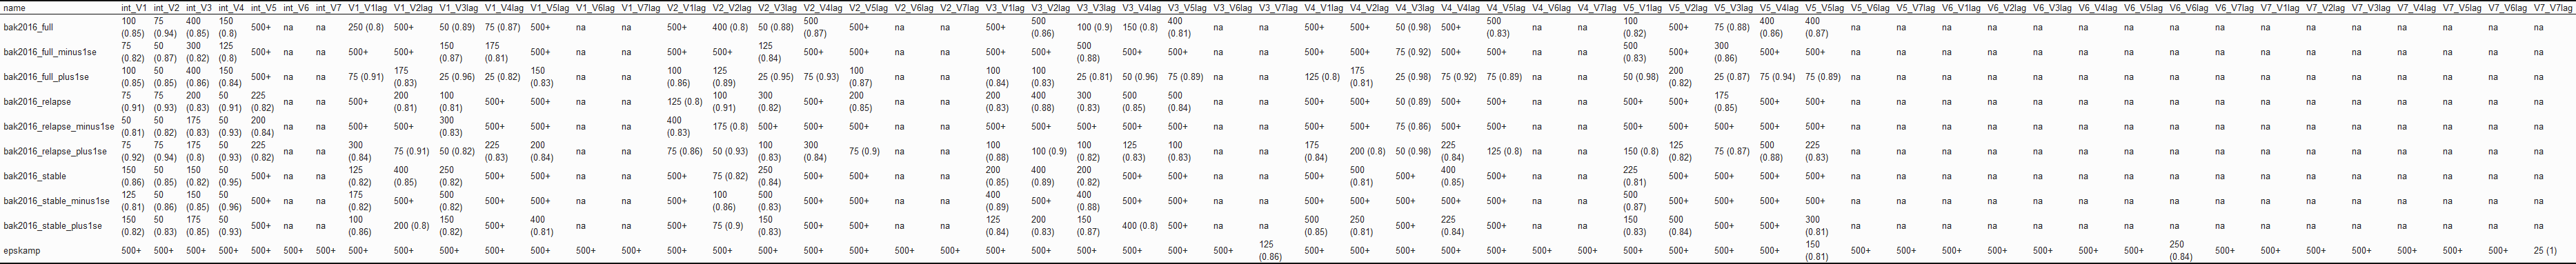 name int_V1 int_V2 int_V3 int_V4 int_V5 int_V6 int_V7 V1_V1lag V1_V2lag V1_V3lag V1_V4lag V1_V5lag V1_V6lag V1_V7lag V2_V1lag V2_V2lag V2_V3lag V2_V4lag V2_V5lag V2_V6lag V2_V7lag V3_V1lag V3_V2lag V3_V3lag V3_V4lag V3_V5lag V3_V6lag V3_V7lag V4_V1lag V4_V2lag V4_V3lag V4_V4lag V4_V5lag V4_V6lag V4_V7lag V5_V1lag V5_V2lag V5_V3lag V5_V4lag V5_V5lag V5_V6lag V5_V7lag V6_V1lag V6_V2lag V6_V3lag V6_V4lag V6_V5lag V6_V6lag V6_V7lag V7_V1lag V7_V2lag V7_V3lag V7_V4lag V7_V5lag V7_V6lag V7_V7lag
bak2016_full 100 (0.85) 75 (0.94) 400 (0.85) 150 (0.8) 500+ na na 250 (0.8) 500+ 50 (0.89) 75 (0.87) 500+ na na 500+ 400 (0.8) 50 (0.88) 500 (0.87) 500+ na na 500+ 500 (0.86) 100 (0.9) 150 (0.8) 400 (0.81) na na 500+ 500+ 50 (0.98) 500+ 500 (0.83) na na 100 (0.82) 500+ 75 (0.88) 400 (0.86) 400 (0.87) na na na na na na na na na na na na na na na na
bak2016_full_minus1se 75 (0.82) 50 (0.87) 300 (0.82) 125 (0.8) 500+ na na 500+ 500+ 150 (0.87) 175 (0.81) 500+ na na 500+ 500+ 125 (0.84) 500+ 500+ na na 500+ 500+ 500 (0.88) 500+ 500+ na na 500+ 500+ 75 (0.92) 500+ 500+ na na 500 (0.83) 500+ 300 (0.86) 500+ 500+ na na na na na na na na na na na na na na na na
bak2016_full_plus1se 100 (0.85) 50 (0.85) 400 (0.86) 150 (0.84) 500+ na na 75 (0.91) 175 (0.83) 25 (0.96) 25 (0.82) 150 (0.83) na na 100 (0.86) 125 (0.89) 25 (0.95) 75 (0.93) 100 (0.87) na na 100 (0.84) 100 (0.83) 25 (0.81) 50 (0.96) 75 (0.89) na na 125 (0.8) 175 (0.81) 25 (0.98) 75 (0.92) 75 (0.89) na na 50 (0.98) 200 (0.82) 25 (0.87) 75 (0.94) 75 (0.89) na na na na na na na na na na na na na na na na
bak2016_relapse 75 (0.91) 75 (0.93) 200 (0.83) 50 (0.91) 225 (0.82) na na 500+ 200 (0.81) 100 (0.81) 500+ 500+ na na 125 (0.8) 100 (0.91) 300 (0.82) 500+ 200 (0.85) na na 200 (0.83) 400 (0.88) 300 (0.83) 500 (0.85) 500 (0.84) na na 500+ 500+ 50 (0.89) 500+ 500+ na na 500+ 500+ 175 (0.85) 500+ 500+ na na na na na na na na na na na na na na na na
bak2016_relapse_minus1se 50 (0.81) 50 (0.82) 175 (0.83) 50 (0.93) 200 (0.84) na na 500+ 500+ 300 (0.83) 500+ 500+ na na 400 (0.83) 175 (0.8) 500+ 500+ 500+ na na 500+ 500+ 500+ 500+ 500+ na na 500+ 500+ 75 (0.86) 500+ 500+ na na 500+ 500+ 500+ 500+ 500+ na na na na na na na na na na na na na na na na
bak2016_relapse_plus1se 75 (0.92) 75 (0.94) 175 (0.8) 50 (0.93) 225 (0.82) na na 300 (0.84) 75 (0.91) 50 (0.82) 225 (0.83) 200 (0.84) na na 75 (0.86) 50 (0.93) 100 (0.83) 300 (0.84) 75 (0.9) na na 100 (0.88) 100 (0.9) 100 (0.82) 125 (0.83) 100 (0.83) na na 175 (0.84) 200 (0.8) 50 (0.98) 225 (0.84) 125 (0.8) na na 150 (0.8) 125 (0.82) 75 (0.87) 500 (0.88) 225 (0.83) na na na na na na na na na na na na na na na na
bak2016_stable 150 (0.86) 50 (0.85) 150 (0.82) 50 (0.95) 500+ na na 125 (0.82) 400 (0.85) 250 (0.82) 500+ 500+ na na 500+ 75 (0.82) 250 (0.84) 500+ 500+ na na 200 (0.85) 400 (0.89) 200 (0.82) 500+ 500+ na na 500+ 500 (0.81) 500+ 400 (0.85) 500+ na na 225 (0.81) 500+ 500+ 500+ 500+ na na na na na na na na na na na na na na na na
bak2016_stable_minus1se 125 (0.81) 50 (0.86) 150 (0.85) 50 (0.96) 500+ na na 175 (0.82) 500+ 500 (0.82) 500+ 500+ na na 500+ 100 (0.86) 500 (0.83) 500+ 500+ na na 400 (0.89) 500+ 400 (0.88) 500+ 500+ na na 500+ 500+ 500+ 500+ 500+ na na 500 (0.87) 500+ 500+ 500+ 500+ na na na na na na na na na na na na na na na na
bak2016_stable_plus1se 150 (0.82) 50 (0.83) 175 (0.85) 50 (0.93) 500+ na na 100 (0.86) 200 (0.8) 150 (0.82) 500+ 400 (0.81) na na 500+ 75 (0.9) 150 (0.83) 500+ 500+ na na 125 (0.84) 200 (0.83) 150 (0.87) 400 (0.8) 500+ na na 500 (0.85) 250 (0.81) 500+ 225 (0.84) 500+ na na 150 (0.83) 500 (0.84) 500+ 500+ 300 (0.81) na na na na na na na na na na na na na na na na
epskamp 500+ 500+ 500+ 500+ 500+ 500+ 500+ 500+ 500+ 500+ 500+ 500+ 500+ 500+ 500+ 500+ 500+ 500+ 500+ 500+ 500+ 500+ 500+ 500+ 500+ 500+ 500+ 125 (0.86) 500+ 500+ 500+ 500+ 500+ 500+ 500+ 500+ 500+ 500+ 500+ 150 (0.81) 500+ 500+ 500+ 500+ 500+ 500+ 500+ 250 (0.84) 500+ 500+ 500+ 500+ 500+ 500+ 500+ 25 (1)